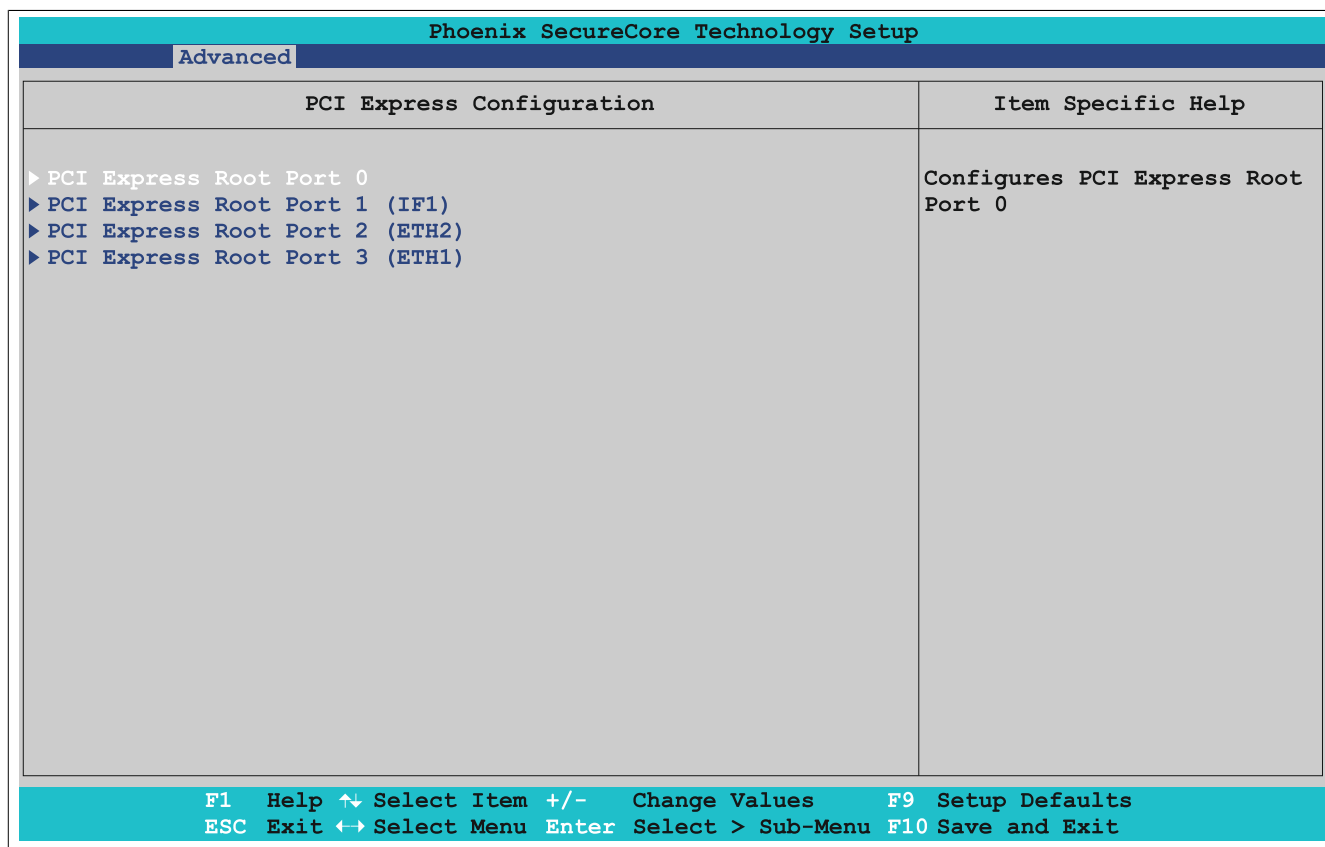 Phoenix SecureCore Technology Setup
Advanced
PCI Express Configuration
Item Specific Help
PCI Express Root Port 0
PCI Express Root Port 1 (IF1)
PCI Express Root Port 2 (ETH2)
PCI Express Root Port 3 (ETH1)
Configures PCI Express Root
Port 0
F1 Help ↑↓ Select Item +/- Change Values F9 Setup Defaults
ESC Exit ←→ Select Menu Enter Select > Sub-Menu F10 Save and Exit